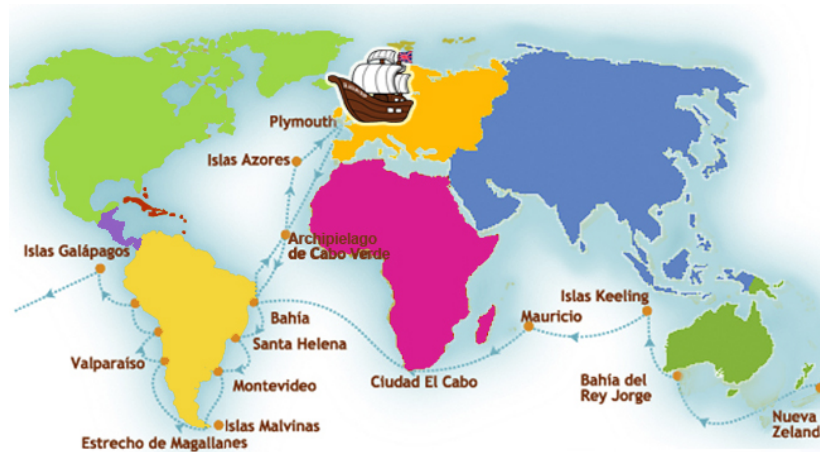 Plymouth
Islas Azores
Archipielago
de Cabo Verde
Islas Galápagos
Bahía
Santa Helena
Valparaíso
Montevideo
Islas Malvinas
Estrecho de Magallanes
Ciudad El Cabo
Mauricio
Islas Keeling
Bahía del
Rey Jorge
Nueva
Zeland